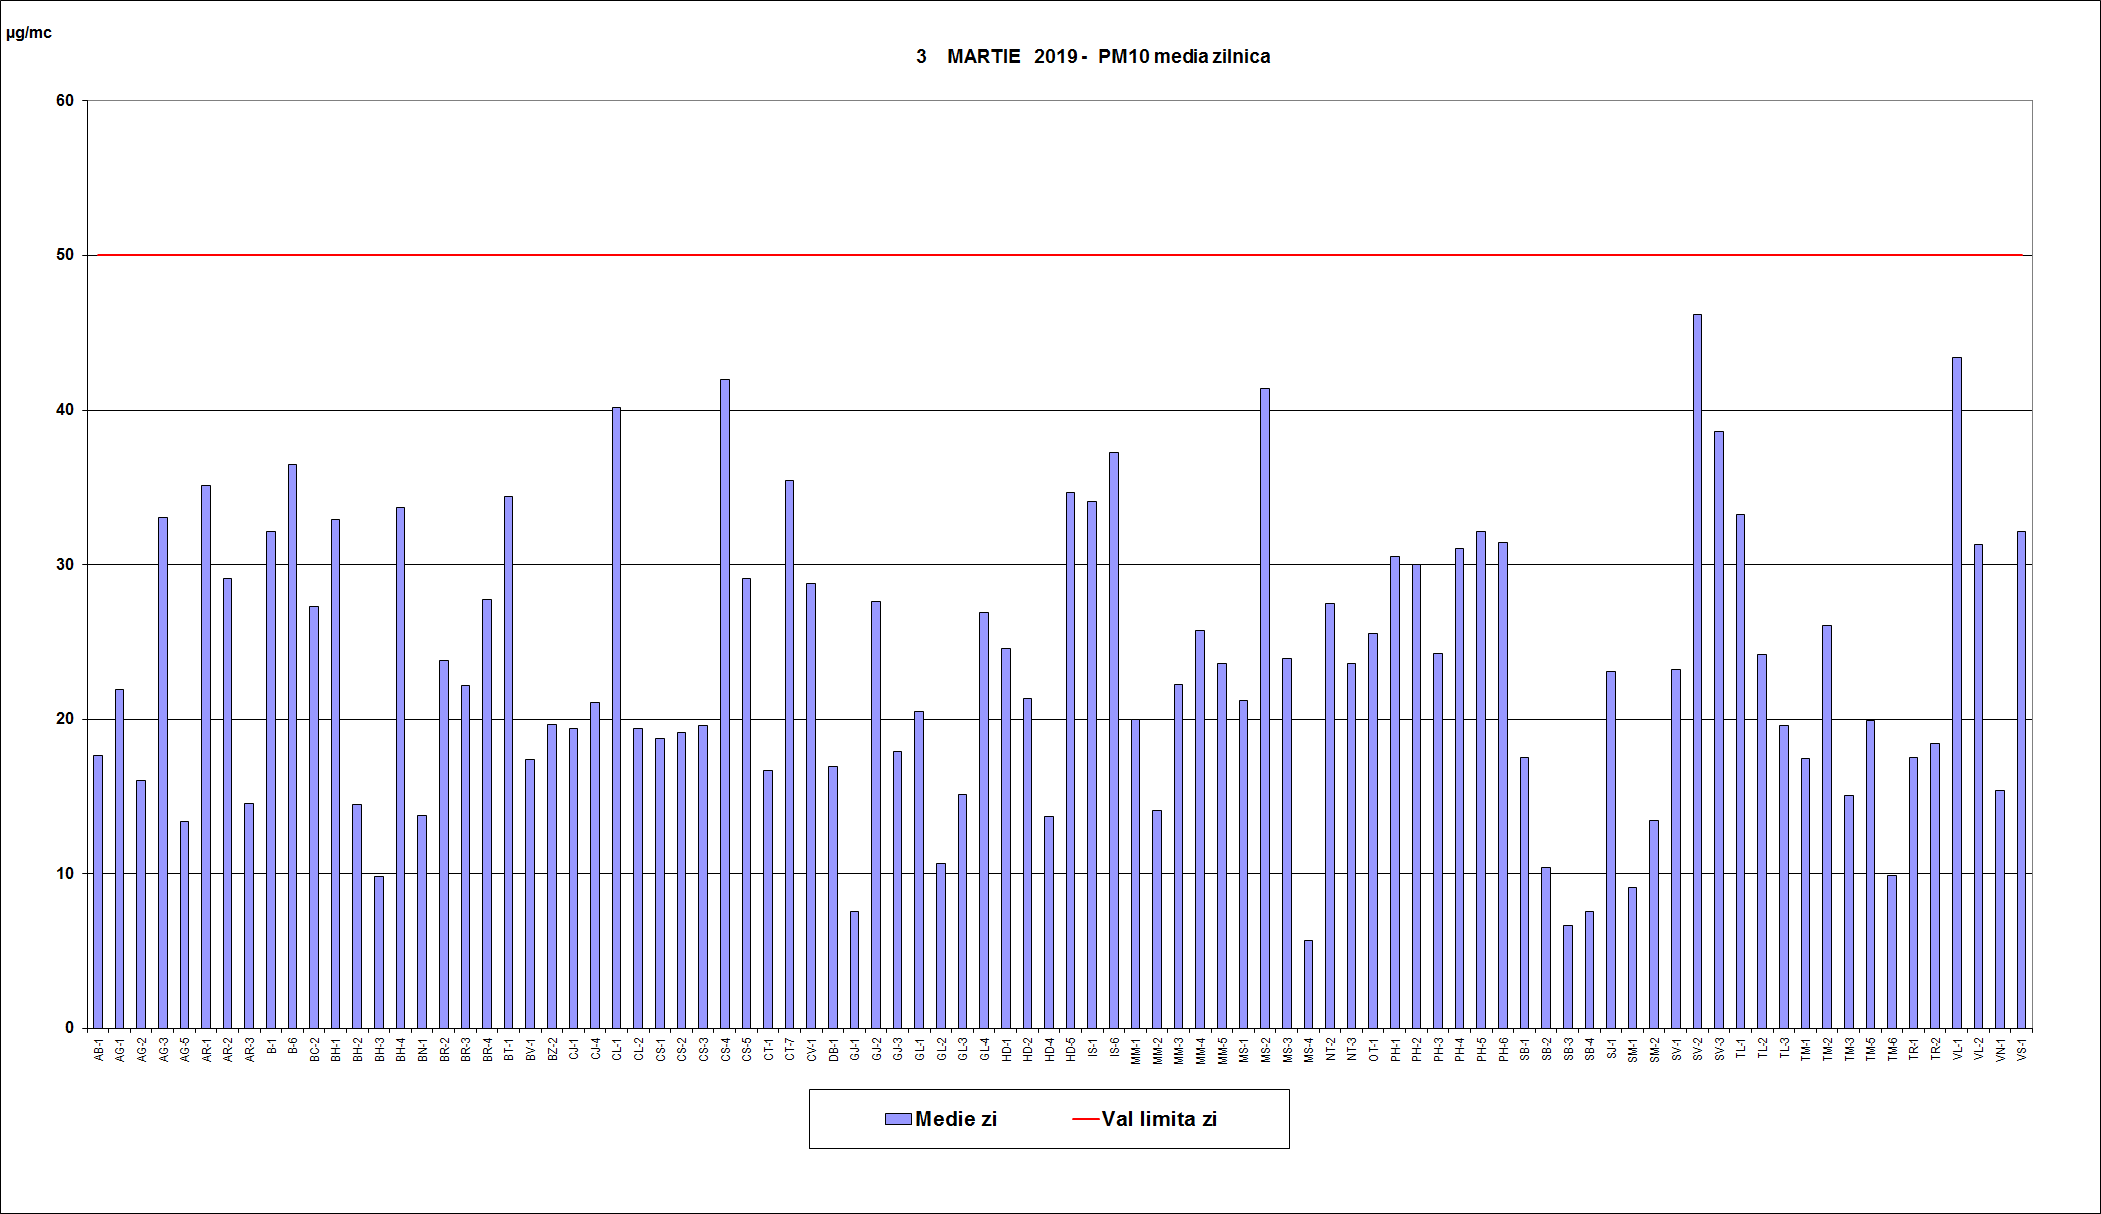 µg/mc
3 MARTIE 2019 - PM10 media zilnica
60
50
40
30
20
10
0
AB-1 AG-1 AG-2 AG-3 AG-5 AR-1 AR-2 AR-3 B-1 B-6 BC-2 BH-1 BH-2 BH-3 BH-4 BN-1 BR-2 BR-3 BR-4 BT-1 BV-1 BZ-2 CJ-1 CJ-4 CL-1 CL-2 CS-1 CS-2 CS-3 CS-4 CS-5 CT-1 CT-7 CV-1 DB-1 GJ-1 GJ-2 GJ-3 GL-1 GL-2 GL-3 GL-4 HD-1 HD-2 HD-4 HD-5 IS-1 IS-6 MM-1 MM-2 MM-3 MM-4 MM-5 MS-1 MS-2 MS-3 MS-4 NT-2 NT-3 OT-1 PH-1 PH-2 PH-3 PH-4 PH-5 PH-6 SB-1 SB-2 SB-3 SB-4 SJ-1 SM-1 SM-2 SV-1 SV-2 SV-3 TL-1 TL-2 TL-3 TM-1 TM-2 TM-3 TM-5 TM-6 TR-1 TR-2 VL-1 VL-2 VN-1 VS-1
Medie zi Val limita zi